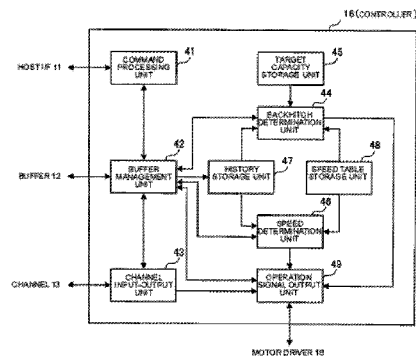 16 (CONTROLLER)
41
45
HOST I/F 11
COMMAND
PROCESSING
UNIT
TARGET
CAPACITY
STORAGE UNIT
44
BACKHITCH
DETERMINATION
UNIT
42
BUFFER 12
BUFFER
MANAGEMENT
UNIT
47
HISTORY
STORAGE UNIT
48
SPEED TABLE
STORAGE UNIT
46
SPEED
DETERMINATION
UNIT
43
49
CHANNEL 13
CHANNEL
INPUT-OUTPUT
UNIT
OPERATION
SIGNAL OUTPUT
UNIT
MOTOR DRIVER 18